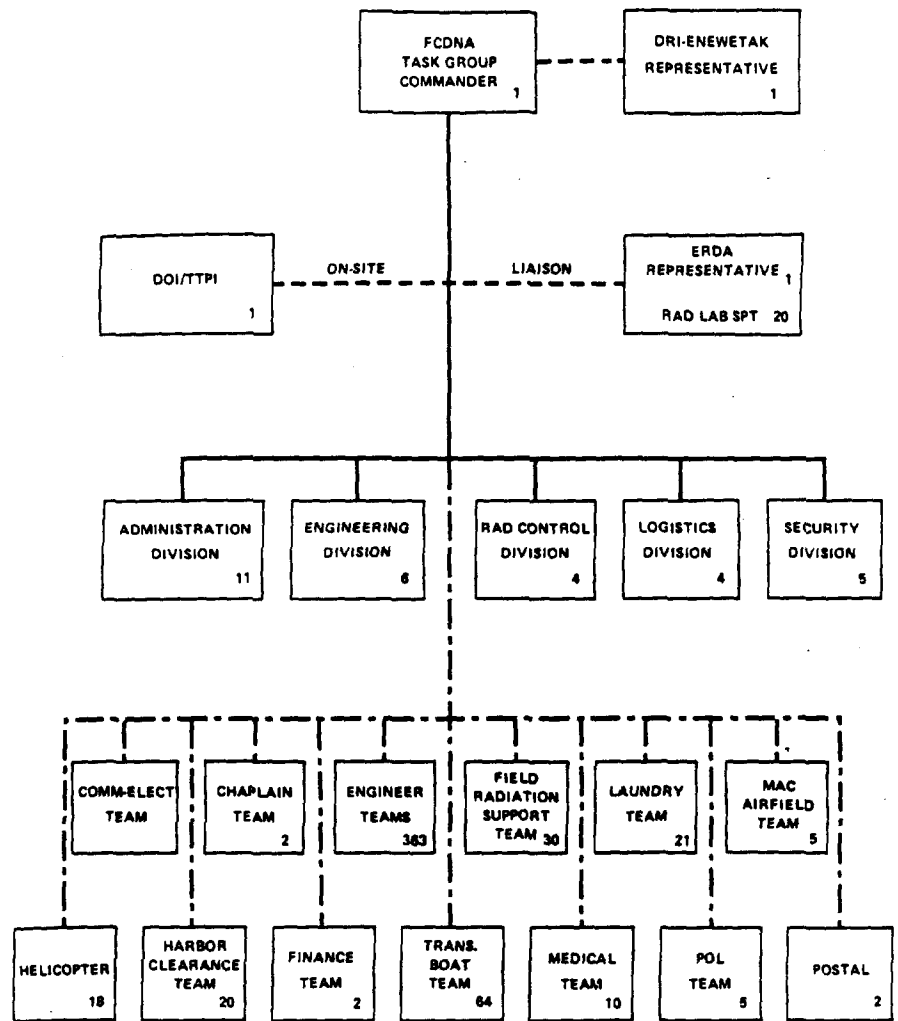 FCDNA
TASK GROUP
COMMANDER
1
DRI-ENEWETAK
REPRESENTATIVE
1
DOI/TTPI
1
ON-SITE
LIAISON
ERDA
REPRESENTATIVE
1
RAD LAB SPT 20
ADMINISTRATION
DIVISION
11
ENGINEERING
DIVISION
6
RAD CONTROL
DIVISION
4
LOGISTICS
DIVISION
4
SECURITY
DIVISION
5
COMM-ELECT
TEAM
CHAPLAIN
TEAM
2
ENGINEER
TEAMS
363
FIELD
RADIATION
SUPPORT
TEAM 30
LAUNDRY
TEAM
21
MAC
AIRFIELD
TEAM
5
HELICOPTER
18
HARBOR
CLEARANCE
TEAM
20
FINANCE
TEAM
2
TRANS.
BOAT
TEAM
64
MEDICAL
TEAM
10
POL
TEAM
5
POSTAL
2